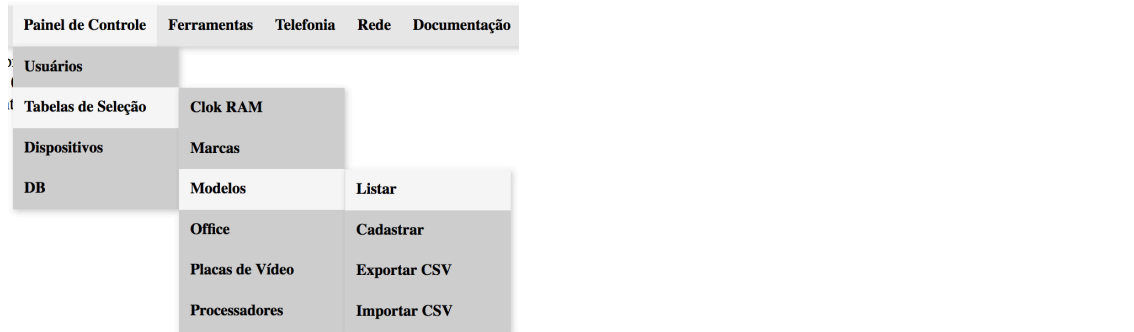 Painel de Controle Ferramentas Telefonia Rede Documentação
Usuários
Tabelas de Seleção Clok RAM
Dispositivos Marcas
DB Modelos Listar
Office Cadastrar
Placas de Vídeo Exportar CSV
Processadores Importar CSV